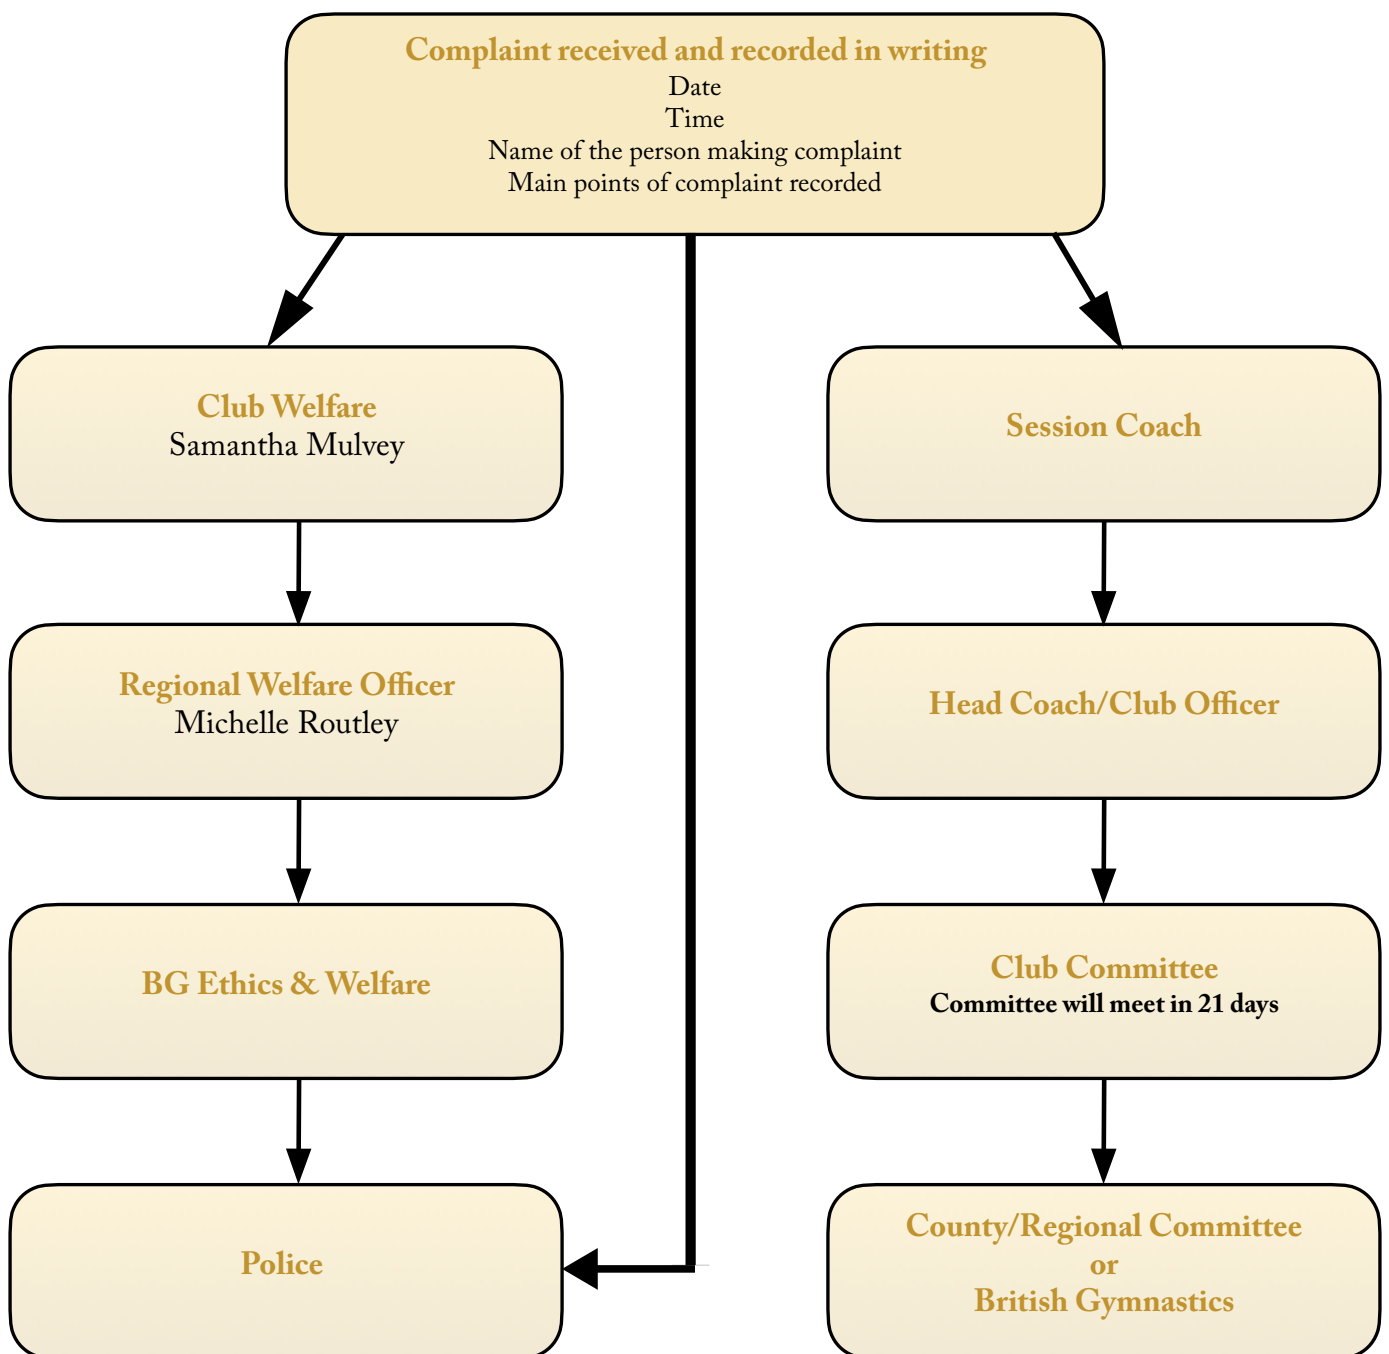 Complaint received and recorded in writing
Date
Time
Name of the person making complaint
Main points of complaint recorded
Club Welfare
Samantha Mulvey
Regional Welfare Officer
Michelle Routley
BG Ethics & Welfare
Police
Session Coach
Head Coach/Club Officer
Club Committee
Committee will meet in 21 days
County/Regional Committee
or
British Gymnastics